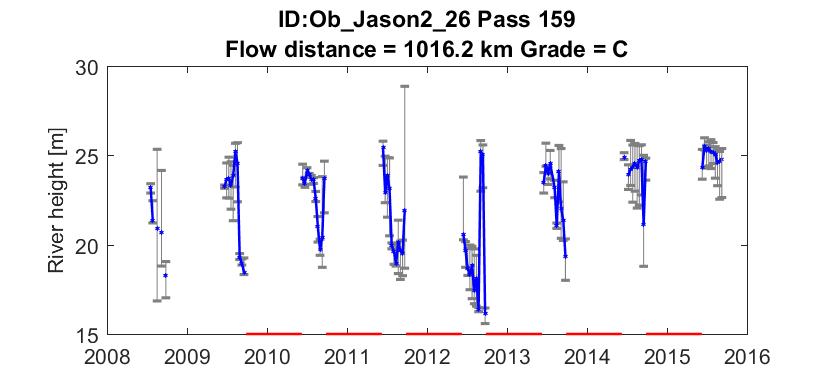 ID:Ob_Jason2_26 Pass 159
Flow distance = 1016.2 km Grade = C
River height [m]
30
25
20
15
2008 2009 2010 2011 2012 2013 2014 2015 2016